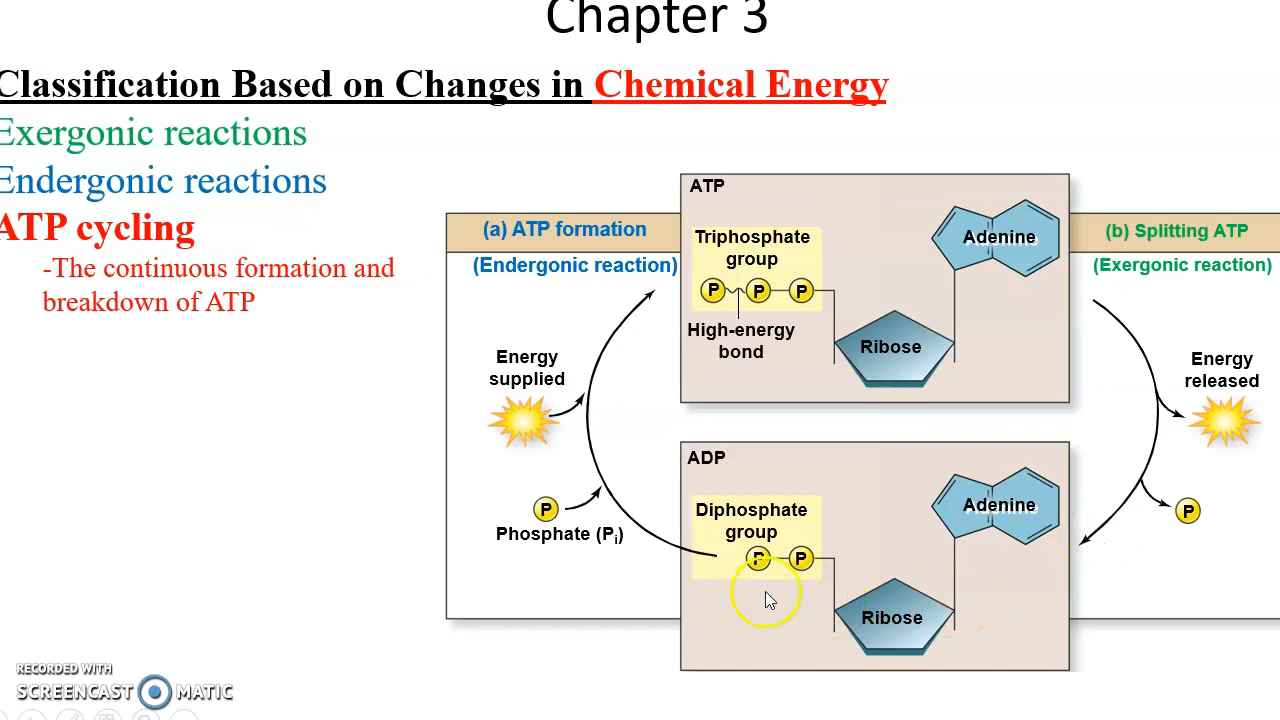 Chapter 3
Classification Based on Changes in Chemical Energy
Exergonic reactions
Endergonic reactions
ATP cycling
-The continuous formation and
breakdown of ATP
(a) ATP formation
(Endergonic reaction)
Energy
supplied
P
Phosphate (Pi)
ATP
Triphosphate
group
P P P
High-energy
bond
Adenine
Ribose
ADP
Diphosphate
group
P P
Adenine
Ribose
(b) Splitting ATP
(Exergonic reaction)
Energy
released
P
RECORDED WITH
SCREENCAST MATIC